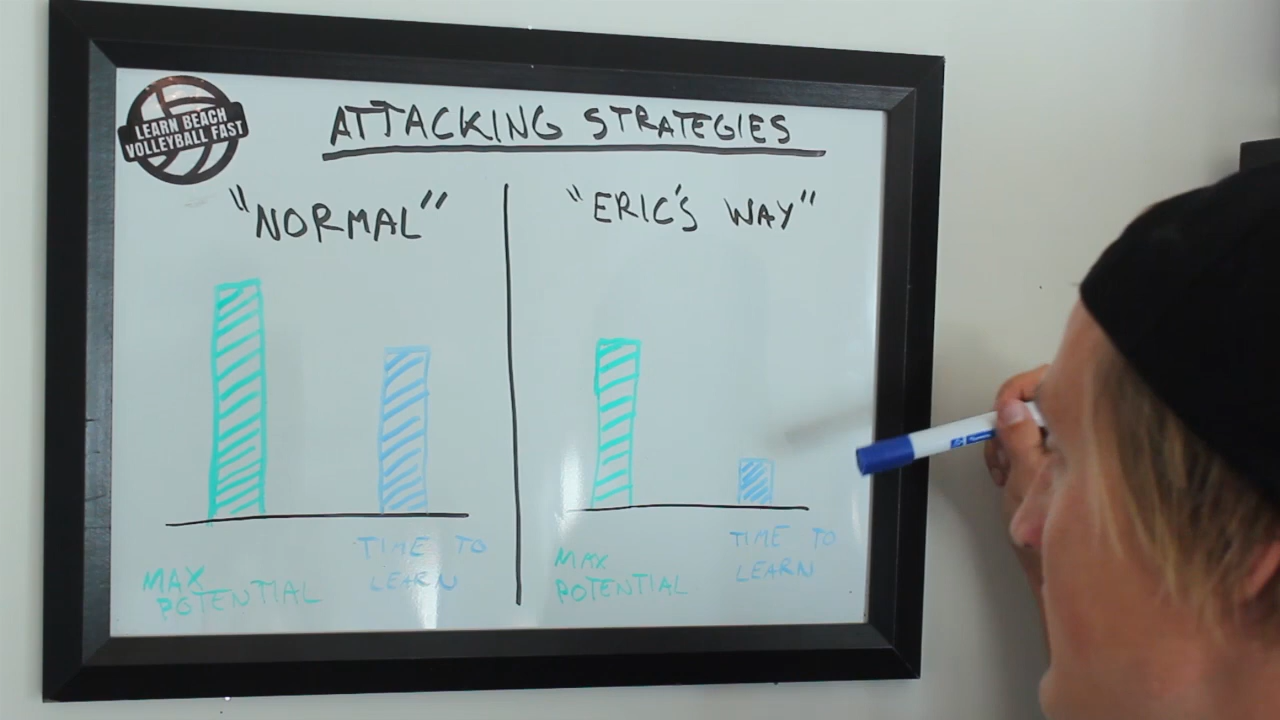 LEARN BEACH
VOLLEYBALL FAST
ATTACKING STRATEGIES
"NORMAL"
MAX
POTENTIAL
TIME TO
LEARN
"ERIC'S WAY"
MAX
POTENTIAL
TIME TO
LEARN